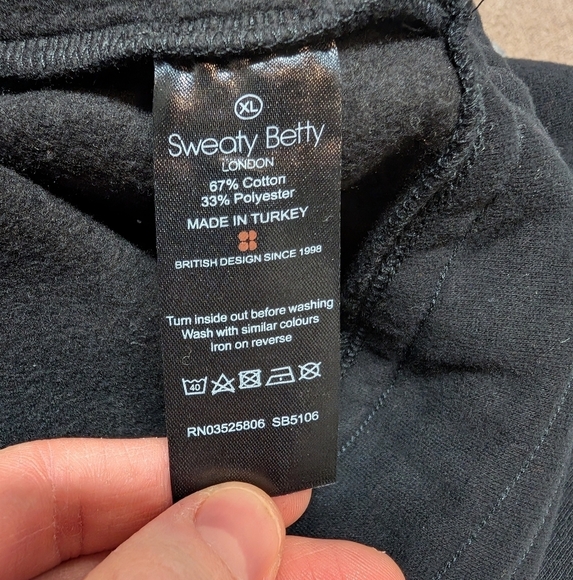 XL
Sweaty Betty
LONDON
67% Cotton
33% Polyester
MADE IN TURKEY
BRITISH DESIGN SINCE 1998
Turn inside out before washing
Wash with similar colours
Iron on reverse
40
RN03525806 SB5106